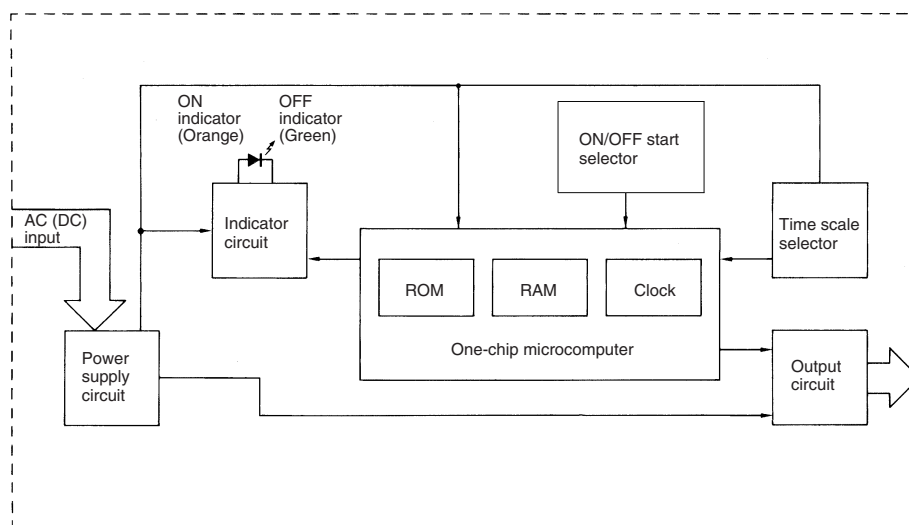 ON
indicator
(Orange)
OFF
indicator
(Green)
ON/OFF start
selector
AC (DC)
input
Indicator
circuit
Time scale
selector
ROM
RAM
Clock
One-chip microcomputer
Power
supply
circuit
Output
circuit